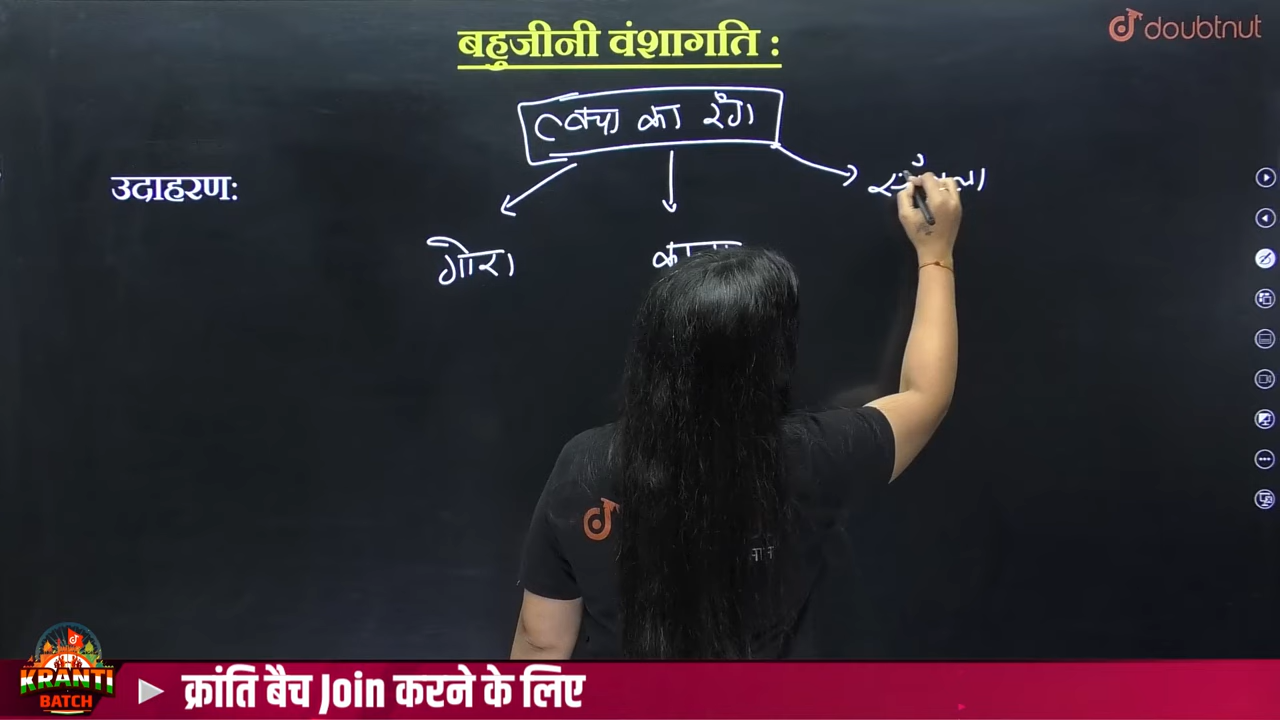 doubtnut
बहुजीनी वंशागति :
त्वचा का रंग
उदाहरण:
गोरा
KRANTI
BATCH
क्रांति बैच Join करने के लिए